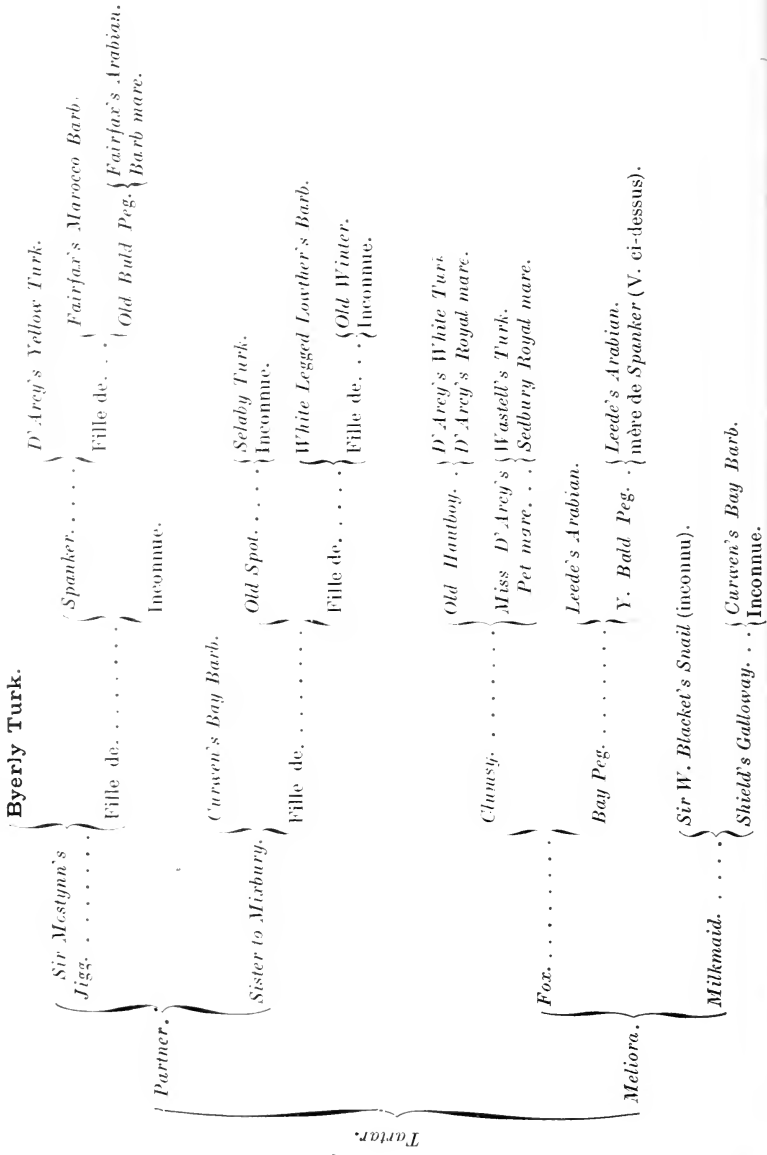 Byerly Turk.
Tartar.
Partner.
Sir Mostynn's
Jigg. . . . . . . .
Fille de. . . . . . . . .
Spanker. . . . .
D'Arcy's Yellow Turk.
Fille de. . .
Fairfax's Marocco Barb.
Old Bald Peg.
Fairfax's Arabian.
Barb mare.
Inconnue.
Sister to Mixbury.
Curwen's Bay Barb.
Fille de. . . . . . . . .
Old Spot. . . . .
Selaby Turk.
Inconnue.
Fille de. . . . .
White Legged Lowther's Barb.
Fille de. . .
Old Winter.
Inconnue.
Meliora.
Fox. . . . . . . . .
Clumsy. . . . . . . .
Old Hautboy. .
D'Arcy's White Turk
D'Arcy's Royal mare.
Miss D'Arcy's
Pet mare. . .
Wastell's Turk.
Sedbury Royal mare.
Bay Peg. . . . . . . .
Leede's Arabian.
Y. Bald Peg. .
Leede's Arabian.
mère de Spanker (V. ci-dessus).
Milkmaid. . . . .
Sir W. Blacket's Snail (inconnu).
Shield's Galloway. . .
Curwen's Bay Barb.
Inconnue.